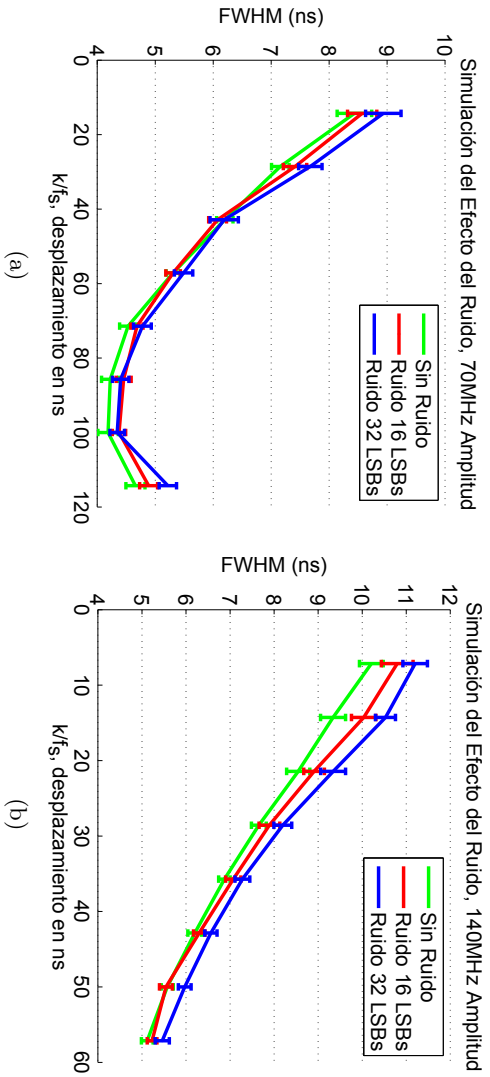 Simulación del Efecto del Ruido, 70MHz Amplitud
FWHM (ns)
10
9
8
7
6
5
4
0
20
40
60
80
100
120
k/fs, desplazamiento en ns
Sin Ruido
Ruido 16 LSBs
Ruido 32 LSBs
(a)
Simulación del Efecto del Ruido, 140MHz Amplitud
FWHM (ns)
12
11
10
9
8
7
6
5
4
0
10
20
30
40
50
60
k/fs, desplazamiento en ns
Sin Ruido
Ruido 16 LSBs
Ruido 32 LSBs
(b)